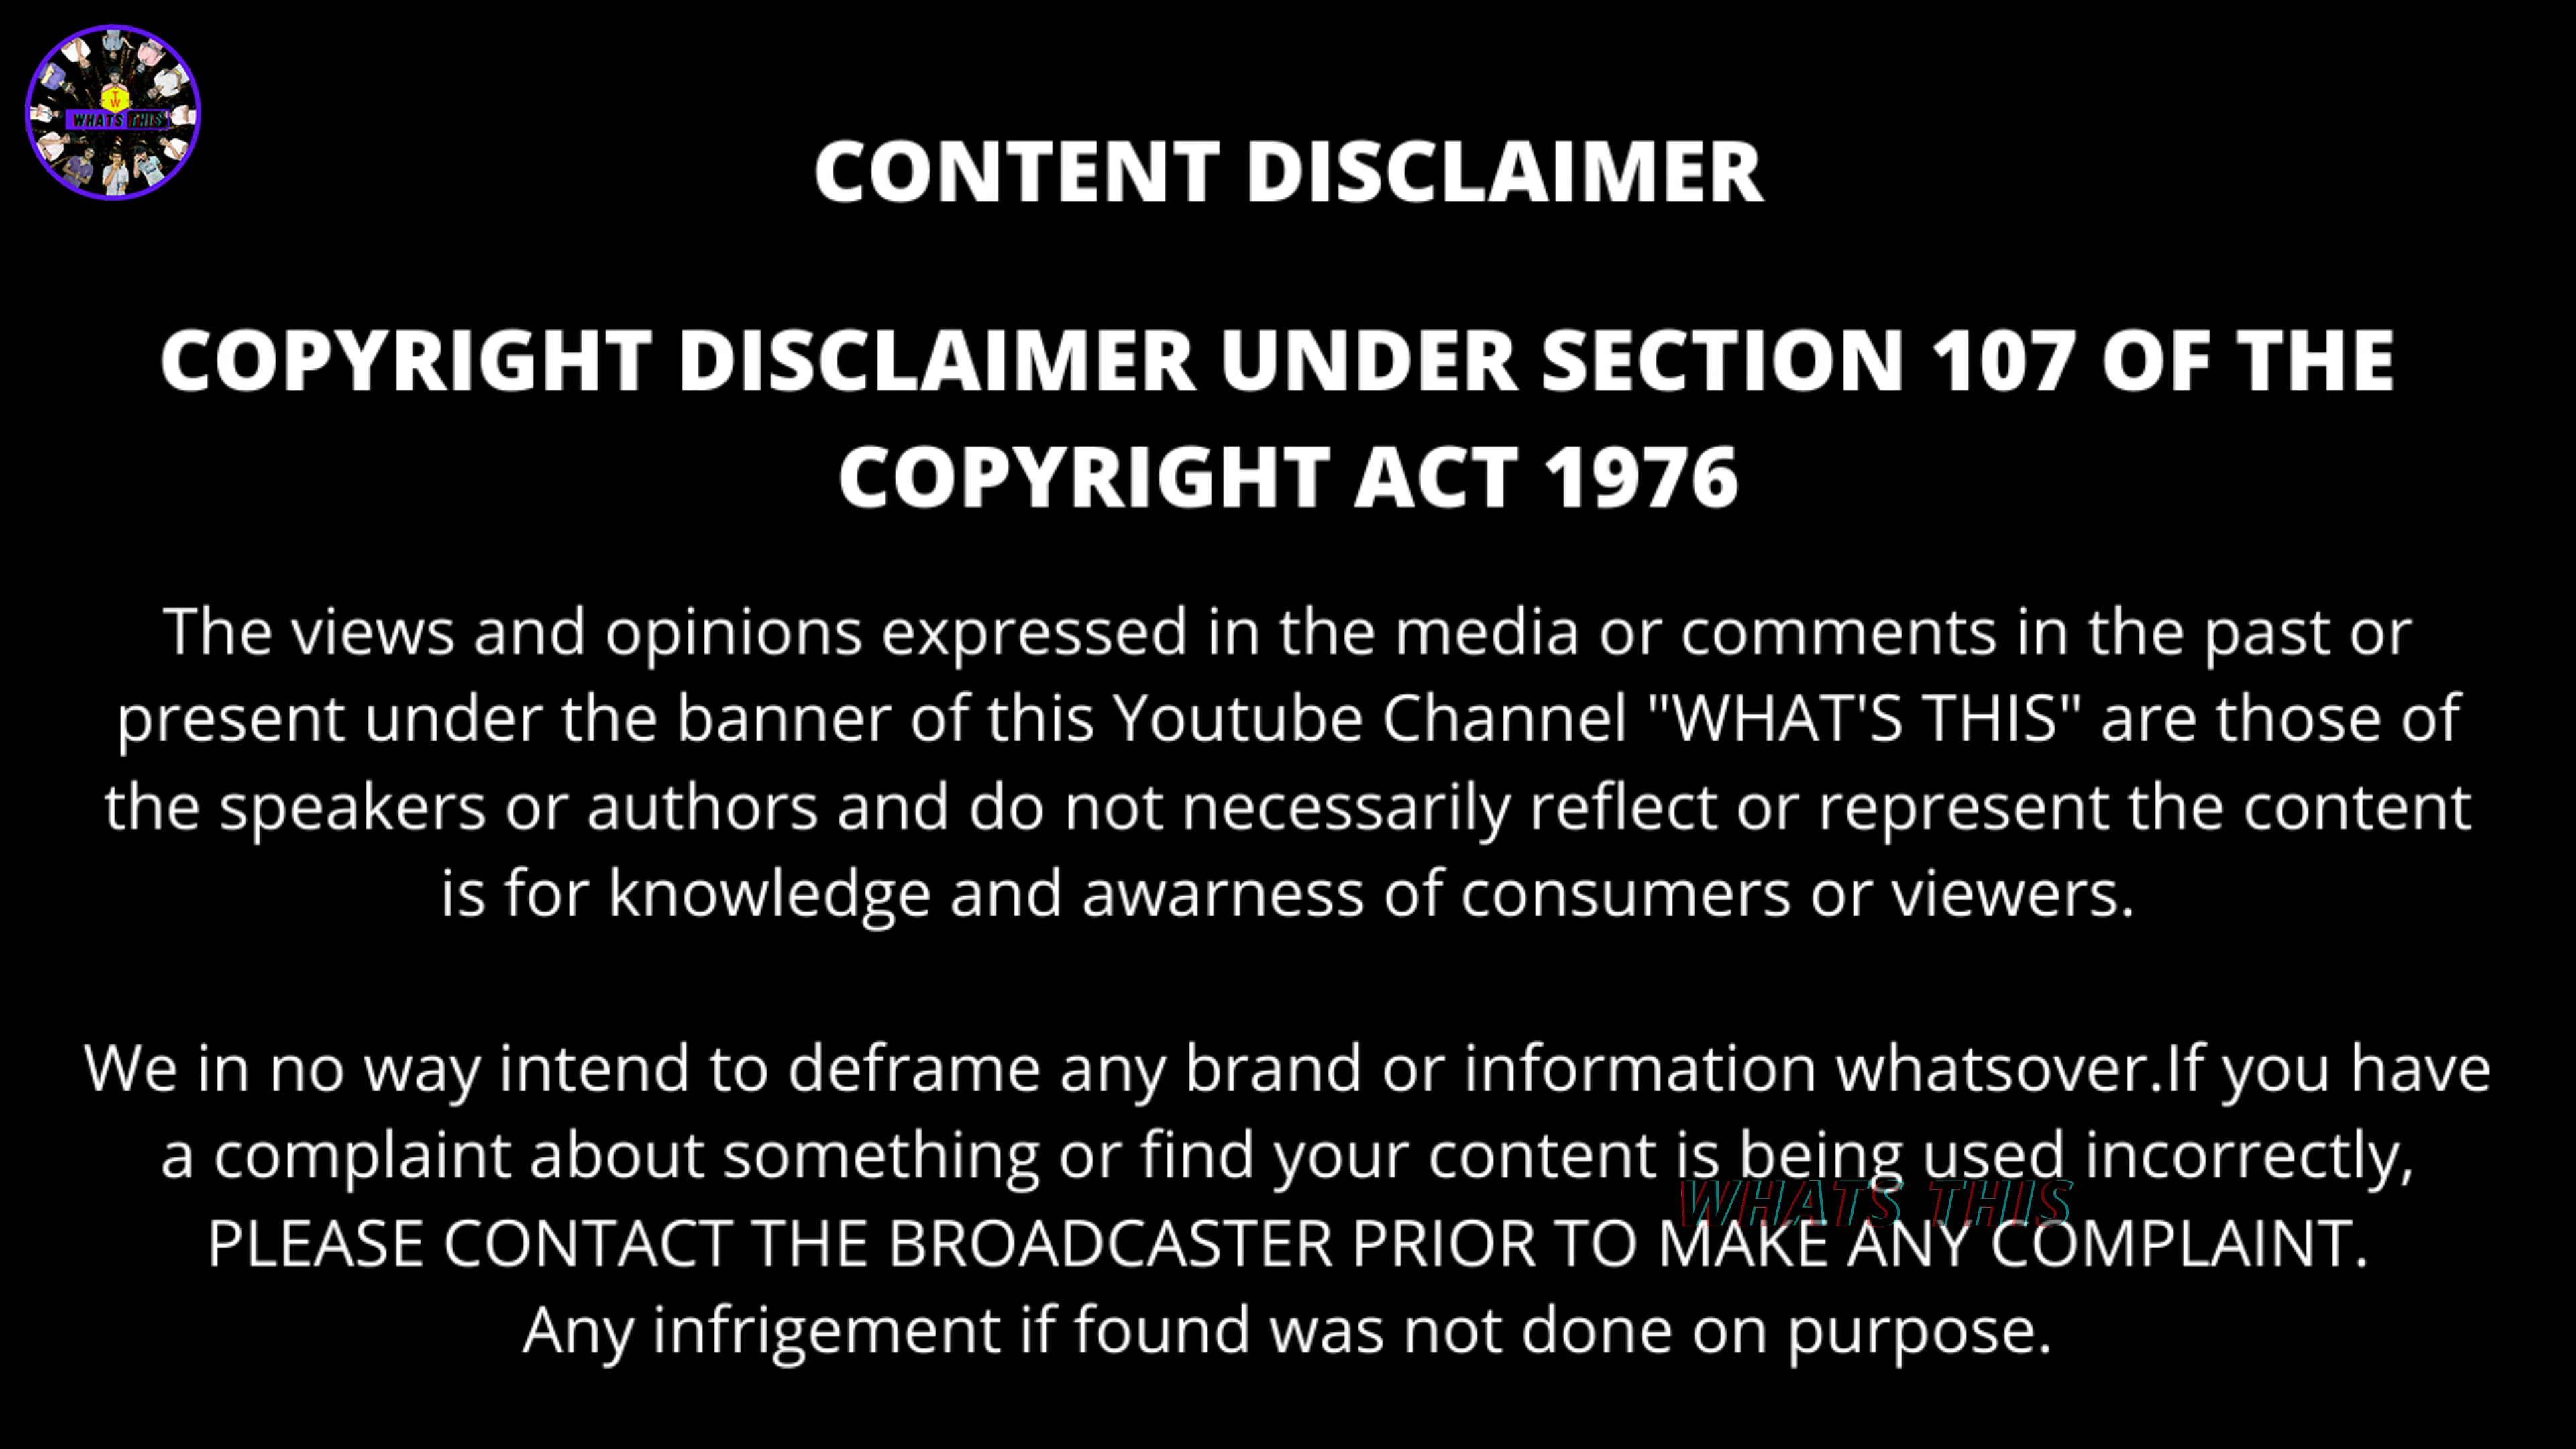 T
W
WHATS THIS
CONTENT DISCLAIMER
COPYRIGHT DISCLAIMER UNDER SECTION 107 OF THE
COPYRIGHT ACT 1976
The views and opinions expressed in the media or comments in the past or
present under the banner of this Youtube Channel "WHAT'S THIS" are those of
the speakers or authors and do not necessarily reflect or represent the content
is for knowledge and awarness of consumers or viewers.
We in no way intend to deframe any brand or information whatsover.If you have
a complaint about something or find your content is being used incorrectly,
WHATS THIS
PLEASE CONTACT THE BROADCASTER PRIOR TO MAKE ANY COMPLAINT.
Any infrigement if found was not done on purpose.